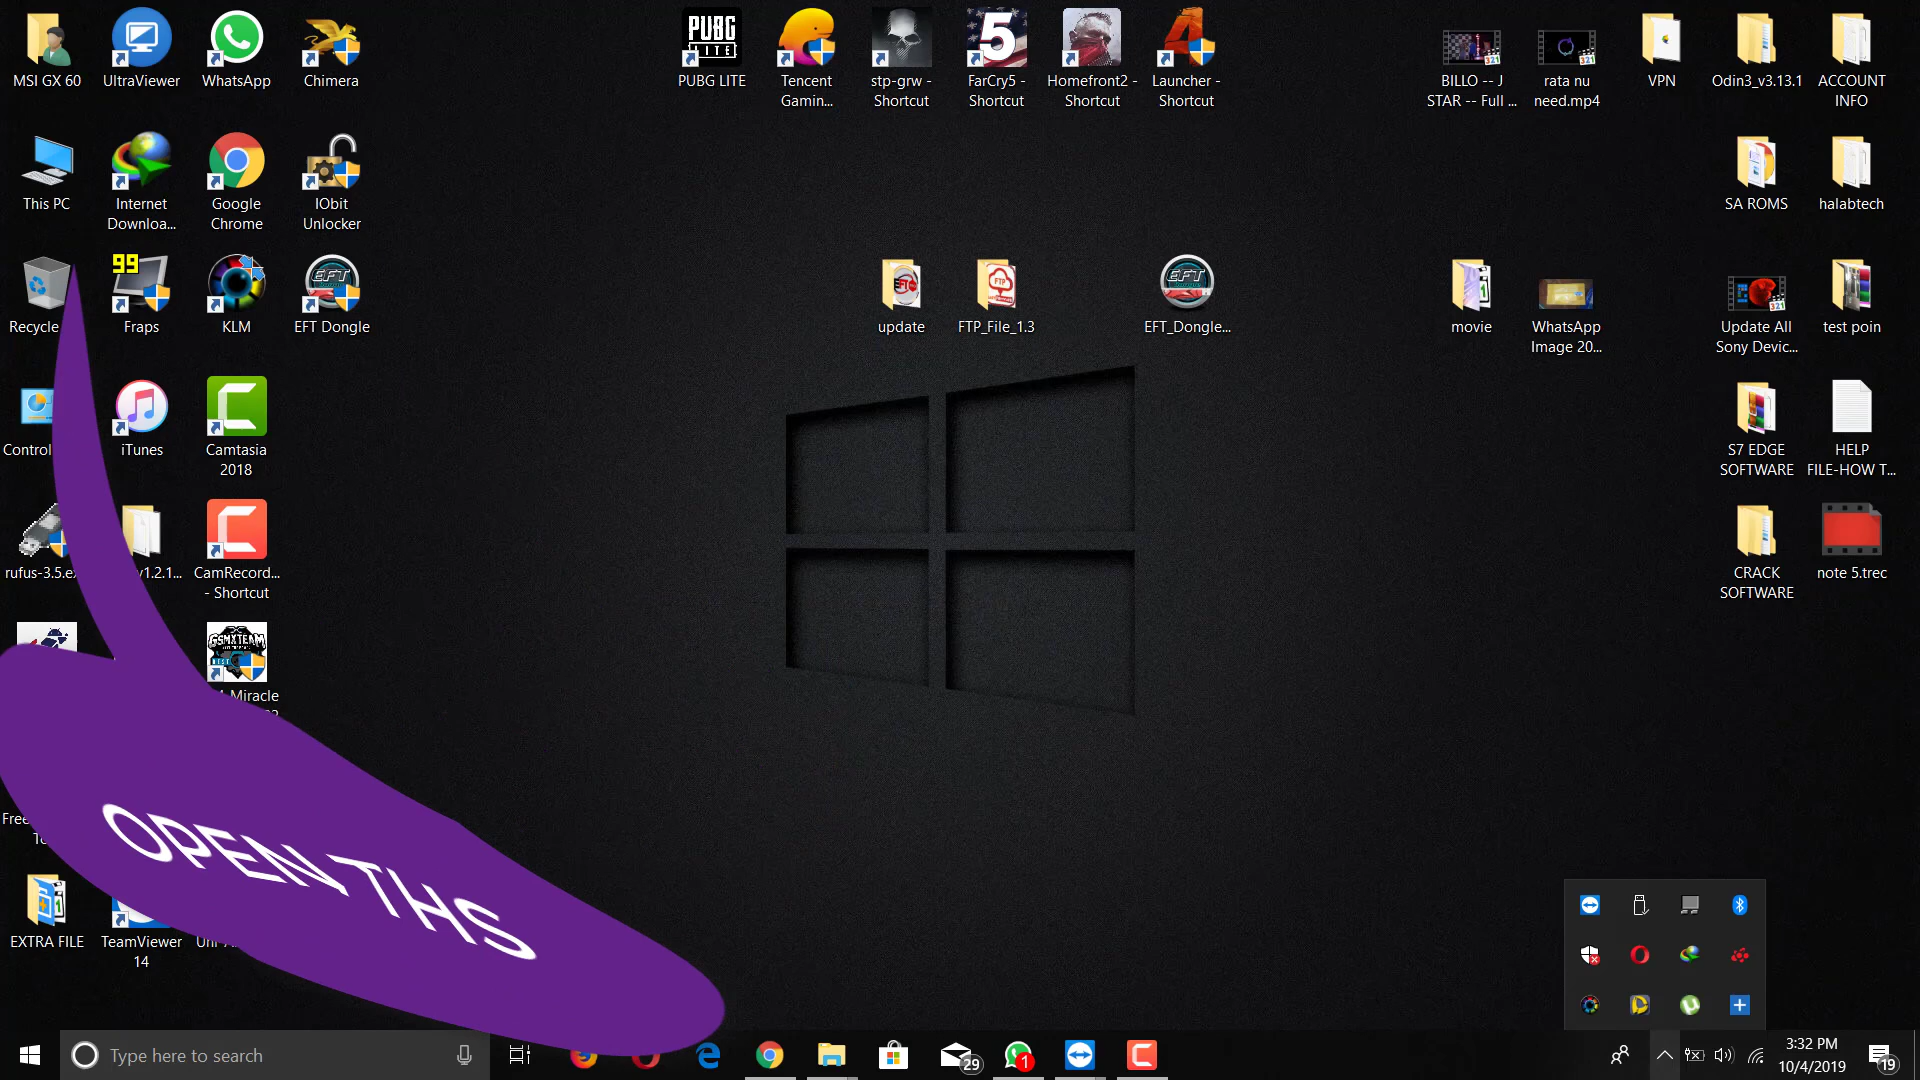 MSI GX 60
UltraViewer
WhatsApp
Chimera
PUBG LITE
Tencent
Gamin...
stp-grw -
Shortcut
FarCry5 -
Shortcut
Homefront2 -
Shortcut
Launcher -
Shortcut
BILLO -- J
STAR -- Full ...
rata nu
need.mp4
VPN
Odin3_v3.13.1
ACCOUNT
INFO
This PC
Internet
Downloa...
Google
Chrome
IObit
Unlocker
SA ROMS
halabtech
Recycle
Fraps
KLM
EFT Dongle
update
FTP_File_1.3
EFT_Dongle...
movie
WhatsApp
Image 20...
Update All
Sony Devic...
test poin
Control
iTunes
Camtasia
2018
S7 EDGE
SOFTWARE
HELP
FILE-HOW T...
rufus-3.5.ex
v1.2.1...
CamRecord...
- Shortcut
CRACK
SOFTWARE
note 5.trec
GSMXTEAM
Miracle
Free
OPEN THS
EXTRA FILE
TeamViewer
14
Type here to search
29
1
3:32 PM
10/4/2019
19